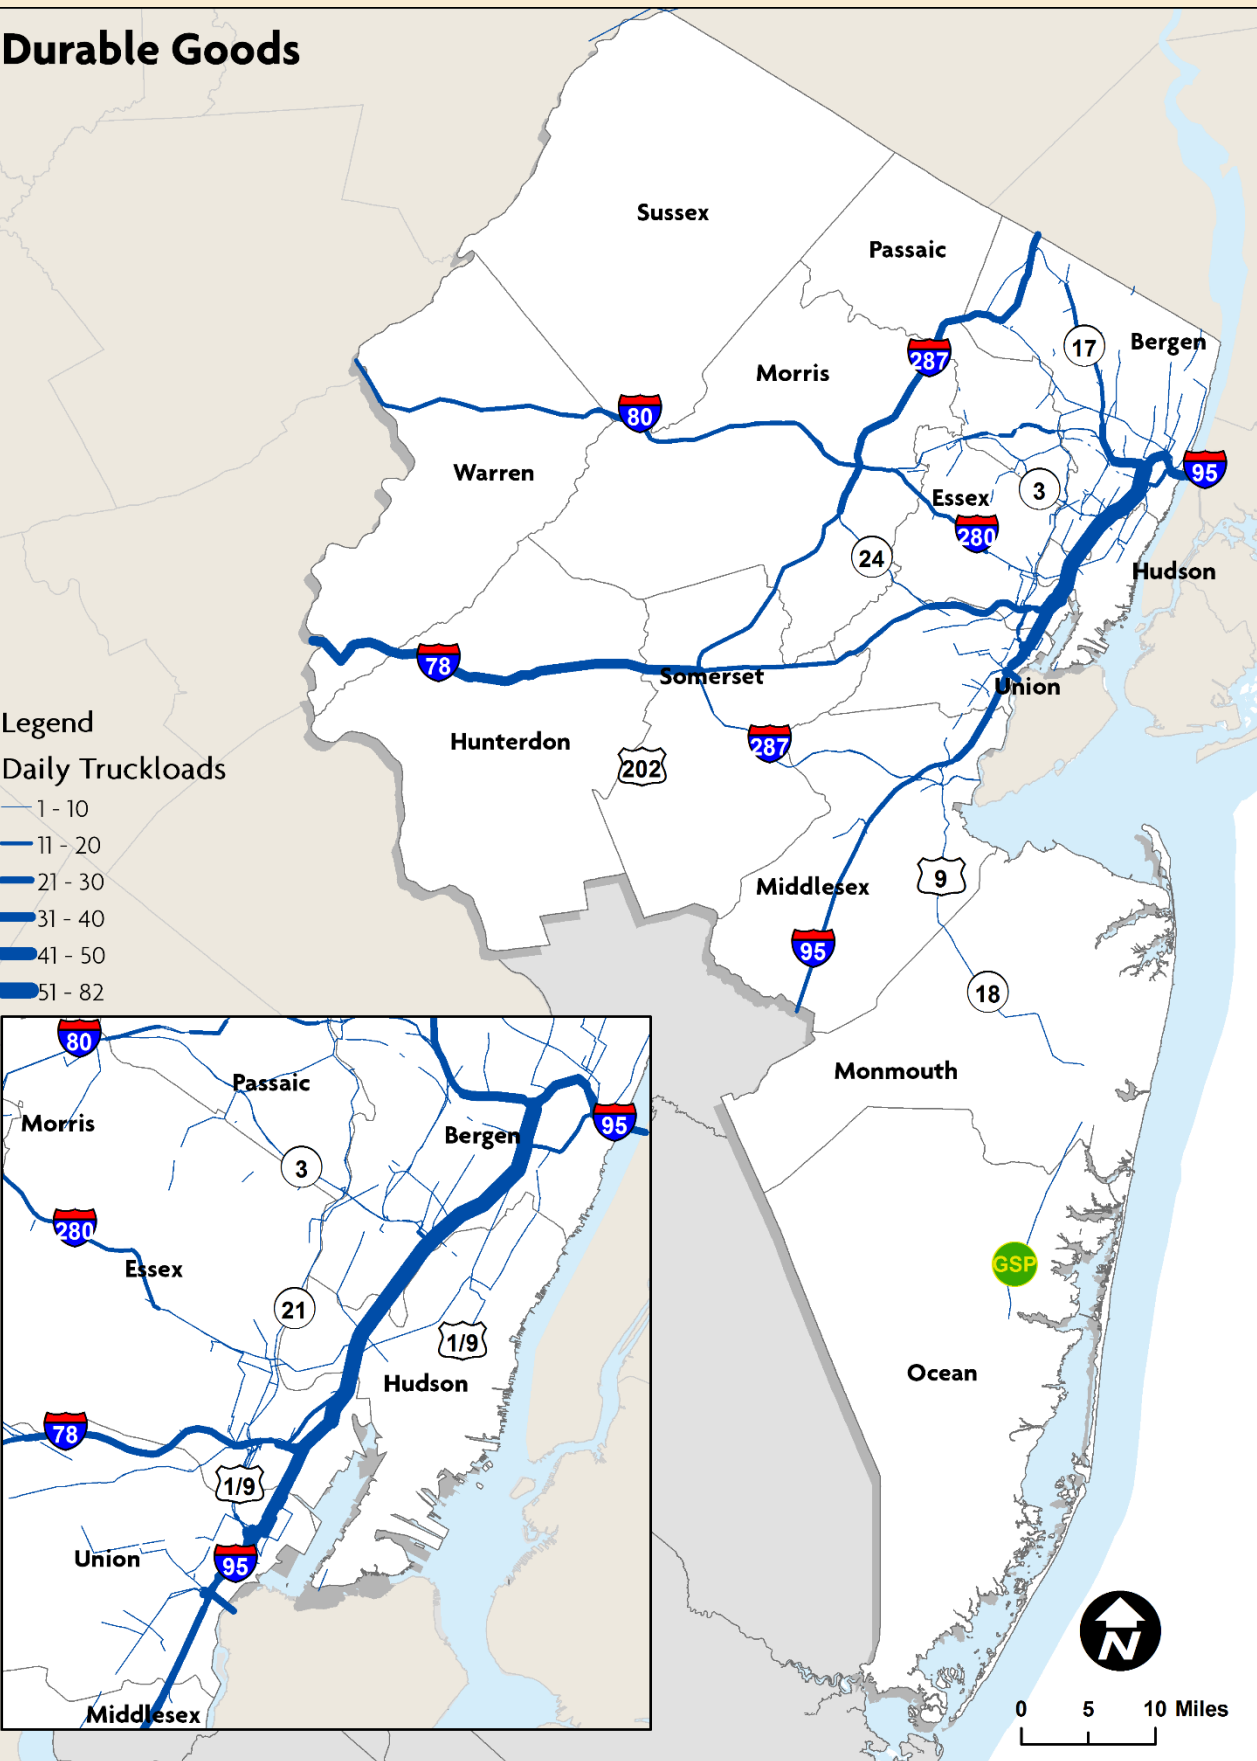 Durable Goods
Sussex
Passaic
17
Bergen
287
Morris
80
Warren
95
Essex
3
280
24
Hudson
78
Somerset
Union
Legend
Hunterdon
287
202
Daily Truckloads
1 - 10
11 - 20
21 - 30
9
Middlesex
31 - 40
95
41 - 50
51 - 82
18
80
Passaic
Monmouth
Morris
Bergen
95
3
280
Essex
GSP
21
1/9
Hudson
Ocean
78
1/9
Union
95
N
Middlesex
0 5 10 Miles